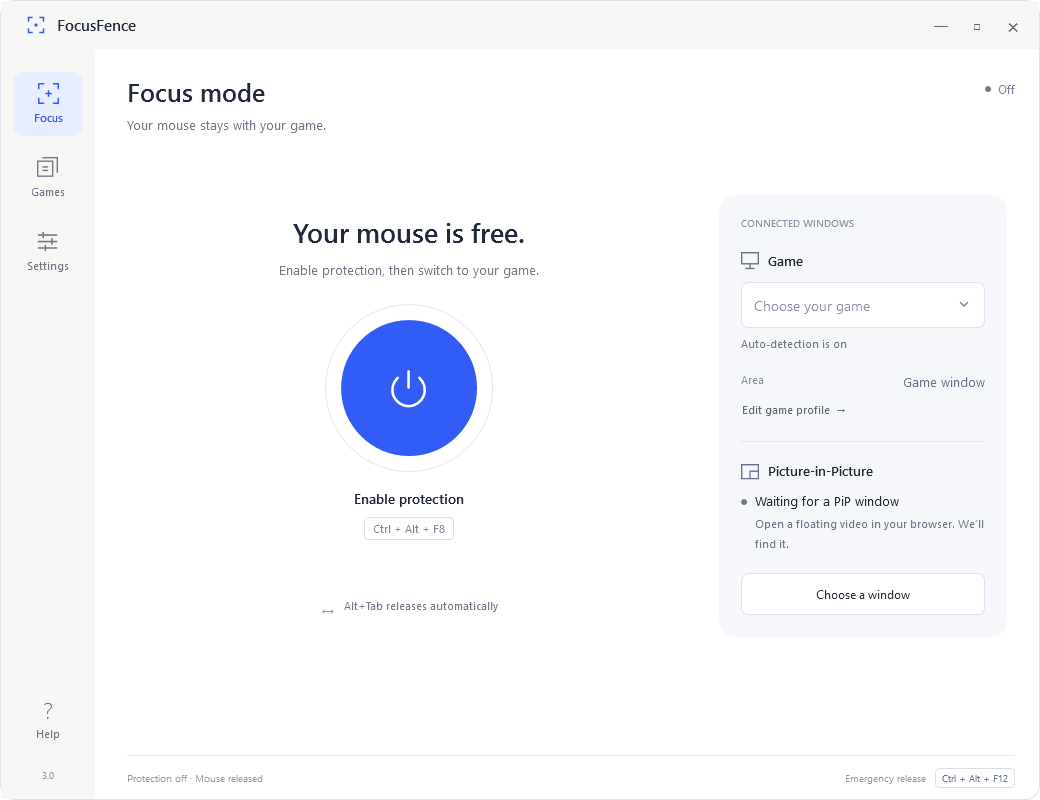 FocusFence
Focus
Games
Settings
Help
3.0
Focus mode
Off
Your mouse stays with your game.
Your mouse is free.
Enable protection, then switch to your game.
Enable protection
Ctrl + Alt + F8
Alt+Tab releases automatically
CONNECTED WINDOWS
Game
Choose your game
Auto-detection is on
Area
Game window
Edit game profile →
Picture-in-Picture
Waiting for a PiP window
Open a floating video in your browser. We'll
find it.
Choose a window
Protection off · Mouse released
Emergency release
Ctrl + Alt + F12